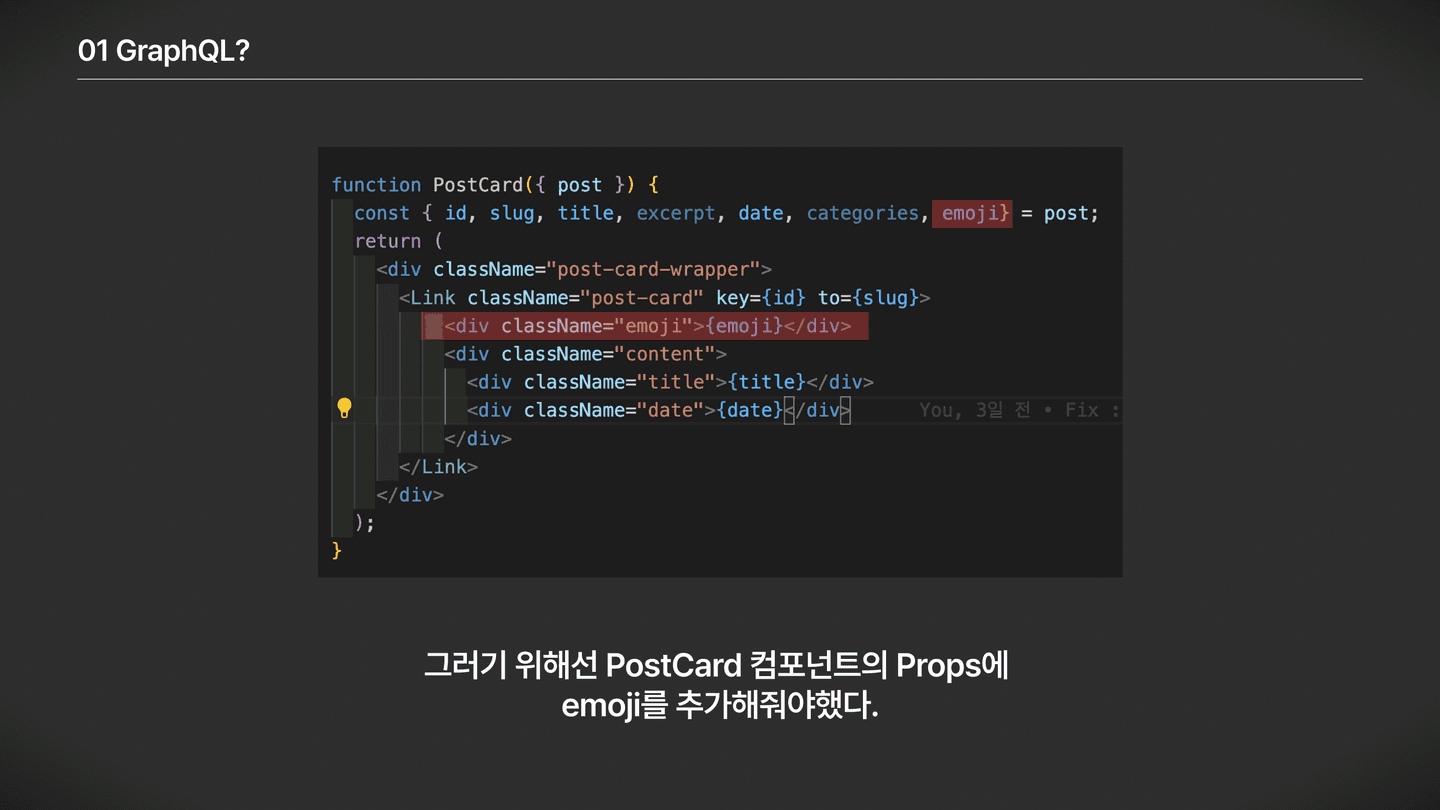 01 GraphQL?
function PostCard({ post }) {
const { id, slug, title, excerpt, date, categories, emoji} = post;
return (
<div className="post-card-wrapper">
<Link className="post-card" key={id} to={slug}>
<div className="emoji">{emoji}</div>
<div className="content">
<div className="title">{title}</div>
<div className="date">{date}</div> You, 3일 전 • Fix :
</div>
</Link>
</div>
);
}
그러기 위해선 PostCard 컴포넌트의 Props에
emoji를 추가해줘야했다.